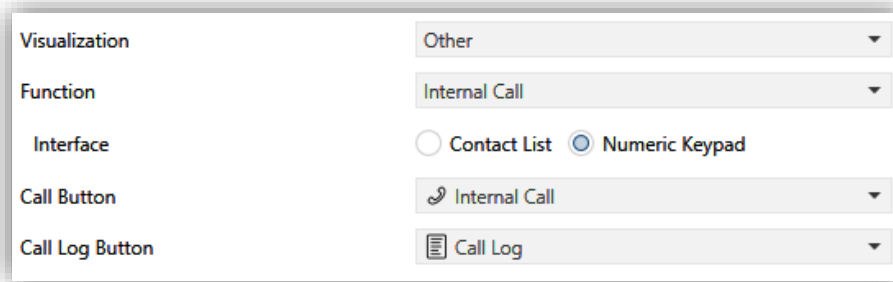 Visualization Other
Function Internal Call
Interface Contact List Numeric Keypad
Call Button Internal Call
Call Log Button Call Log